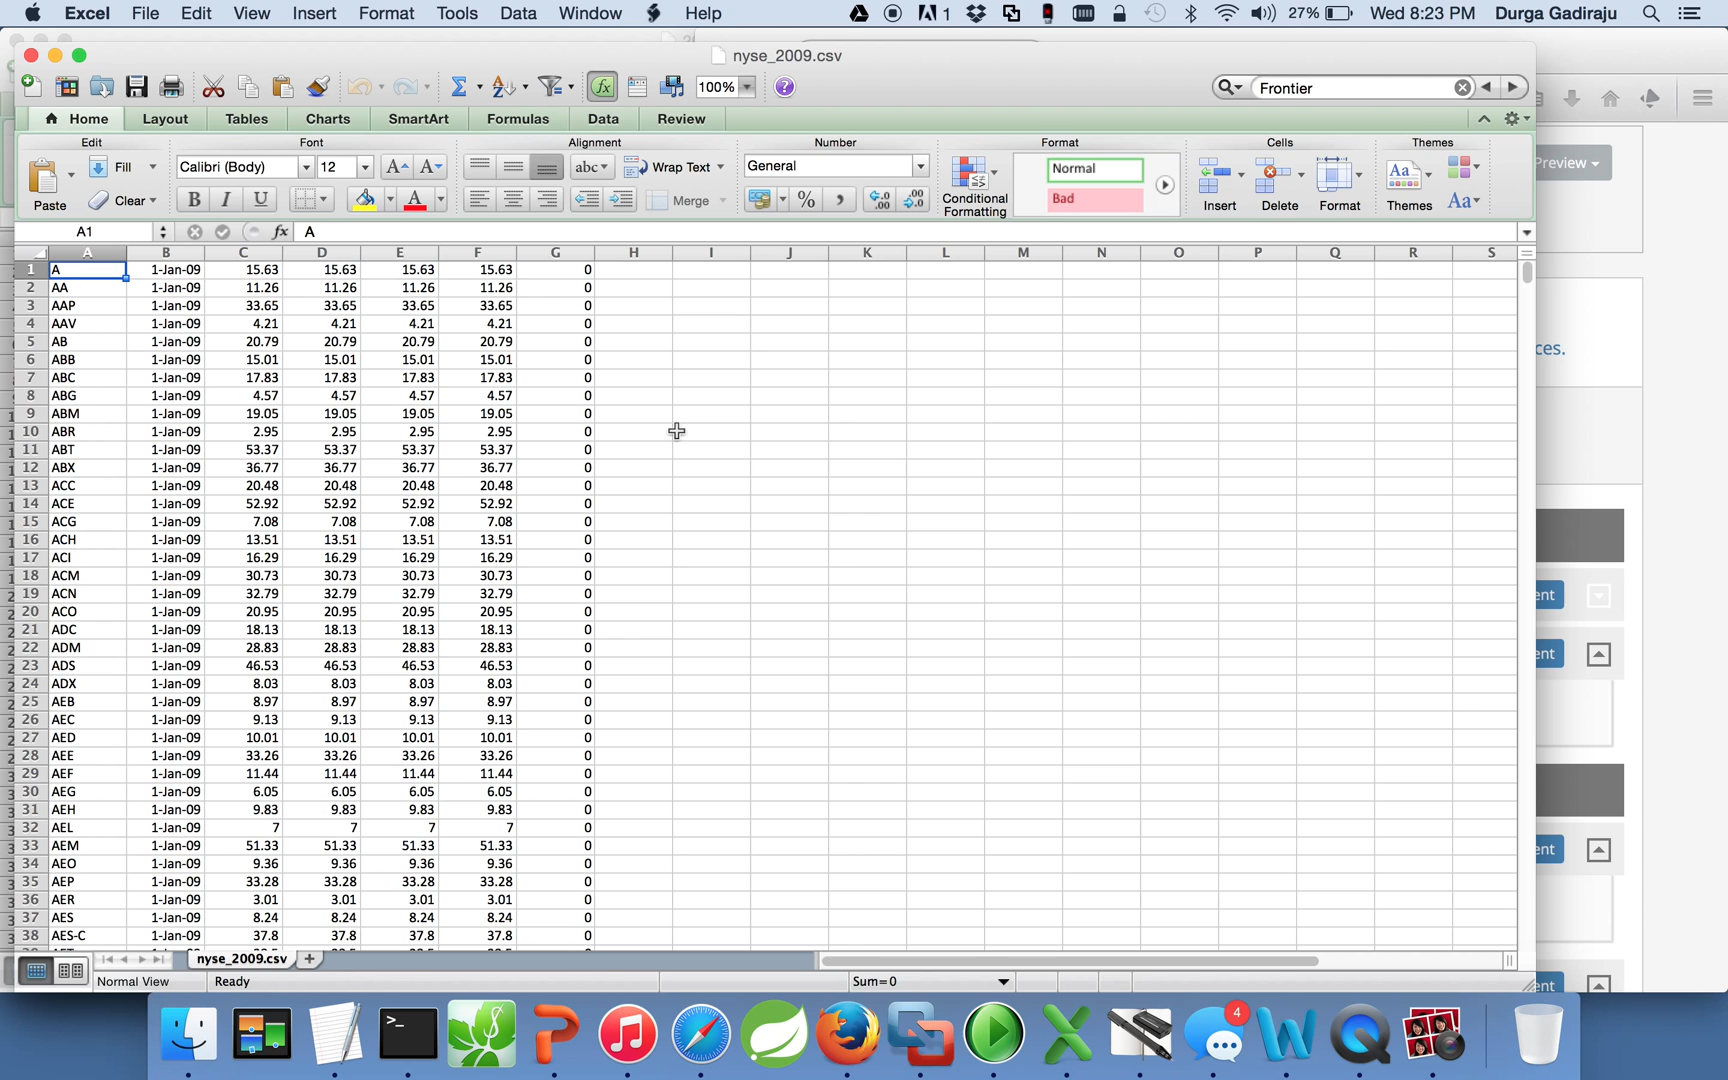 Excel File Edit View Insert Format Tools Data Window Help 1 27% Wed 8:23 PM Durga Gadiraju
nyse_2009.csv
100% Frontier
Home Layout Tables Charts SmartArt Formulas Data Review
Edit Font Alignment Number Format Cells Themes
Paste Fill Calibri (Body) 12 abc Wrap Text General Conditional Formatting Normal Insert Delete Format Themes Aa
Clear B I U A Merge % Bad Aa
Preview
A1 fx A
A B C D E F G H I J K L M N O P Q R S
1 A 1-Jan-09 15.63 15.63 15.63 15.63 0
2 AA 1-Jan-09 11.26 11.26 11.26 11.26 0
3 AAP 1-Jan-09 33.65 33.65 33.65 33.65 0
4 AAV 1-Jan-09 4.21 4.21 4.21 4.21 0
5 AB 1-Jan-09 20.79 20.79 20.79 20.79 0
ces.
6 ABB 1-Jan-09 15.01 15.01 15.01 15.01 0
7 ABC 1-Jan-09 17.83 17.83 17.83 17.83 0
8 ABG 1-Jan-09 4.57 4.57 4.57 4.57 0
9 ABM 1-Jan-09 19.05 19.05 19.05 19.05 0
10 ABR 1-Jan-09 2.95 2.95 2.95 2.95 0
11 ABT 1-Jan-09 53.37 53.37 53.37 53.37 0
12 ABX 1-Jan-09 36.77 36.77 36.77 36.77 0
13 ACC 1-Jan-09 20.48 20.48 20.48 20.48 0
14 ACE 1-Jan-09 52.92 52.92 52.92 52.92 0
15 ACG 1-Jan-09 7.08 7.08 7.08 7.08 0
16 ACH 1-Jan-09 13.51 13.51 13.51 13.51 0
17 ACI 1-Jan-09 16.29 16.29 16.29 16.29 0
18 ACM 1-Jan-09 30.73 30.73 30.73 30.73 0
19 ACN 1-Jan-09 32.79 32.79 32.79 32.79 0
ent
20 ACO 1-Jan-09 20.95 20.95 20.95 20.95 0
21 ADC 1-Jan-09 18.13 18.13 18.13 18.13 0
22 ADM 1-Jan-09 28.83 28.83 28.83 28.83 0
ent
23 ADS 1-Jan-09 46.53 46.53 46.53 46.53 0
24 ADX 1-Jan-09 8.03 8.03 8.03 8.03 0
25 AEB 1-Jan-09 8.97 8.97 8.97 8.97 0
26 AEC 1-Jan-09 9.13 9.13 9.13 9.13 0
27 AED 1-Jan-09 10.01 10.01 10.01 10.01 0
28 AEE 1-Jan-09 33.26 33.26 33.26 33.26 0
29 AEF 1-Jan-09 11.44 11.44 11.44 11.44 0
30 AEG 1-Jan-09 6.05 6.05 6.05 6.05 0
31 AEH 1-Jan-09 9.83 9.83 9.83 9.83 0
32 AEL 1-Jan-09 7 7 7 7 0
33 AEM 1-Jan-09 51.33 51.33 51.33 51.33 0
ent
34 AEO 1-Jan-09 9.36 9.36 9.36 9.36 0
35 AEP 1-Jan-09 33.28 33.28 33.28 33.28 0
36 AER 1-Jan-09 3.01 3.01 3.01 3.01 0
37 AES 1-Jan-09 8.24 8.24 8.24 8.24 0
38 AES-C 1-Jan-09 37.8 37.8 37.8 37.8 0
nyse_2009.csv
Normal View Ready Sum=0
ent
4